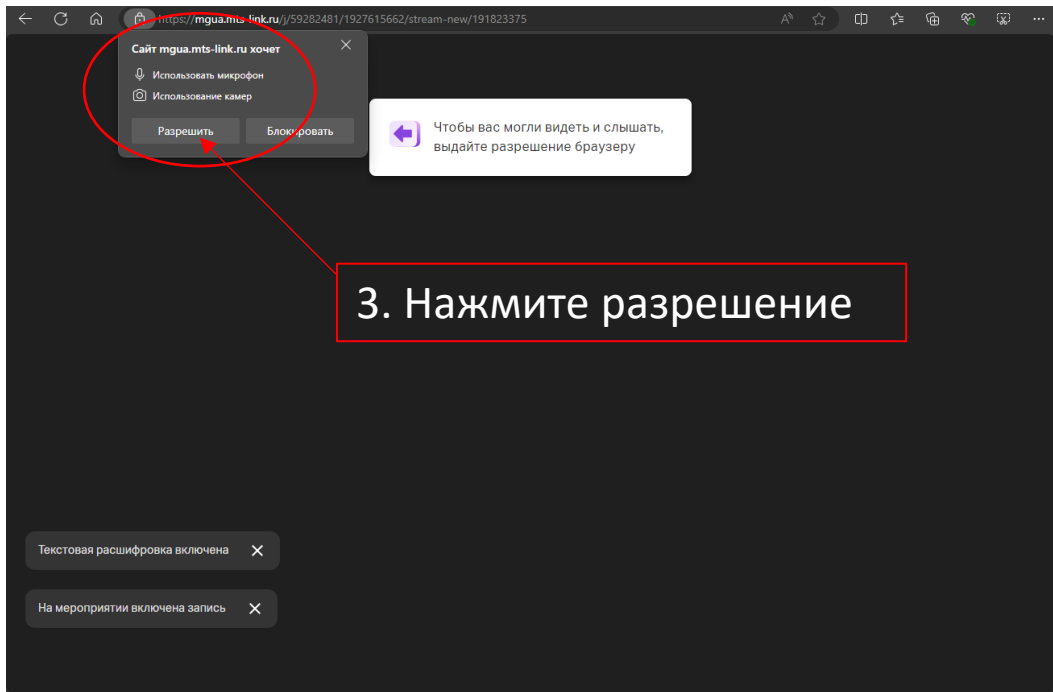 https://mgua.mts-link.ru/j/59282481/1927615662/stream-new/191823375
Сайт mgua.mts-link.ru хочет
Использовать микрофон
Использование камер
Разрешить
Блокировать
Чтобы вас могли видеть и слышать,
выдайте разрешение браузеру
3. Нажмите разрешение
Текстовая расшифровка включена
На мероприятии включена запись